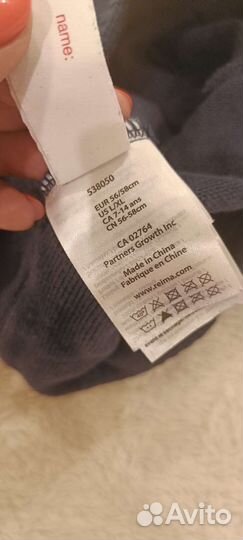 name:
538050
EUR 56/58cm
US L/XL
CA 7-14 ans
CN 56-58cm
CA 02764
Partners Growth Inc
Made in China
Fabriqué en Chine
www.reima.com
Avito